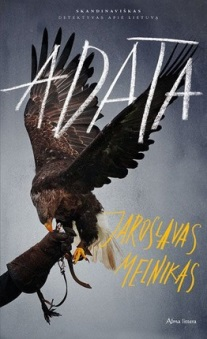 SKANDINAVIŠKAS
DETEKTYVAS APIE LIETUVĄ
ADATA
JAROSLAVAS
MELNIKAS
Alma littera